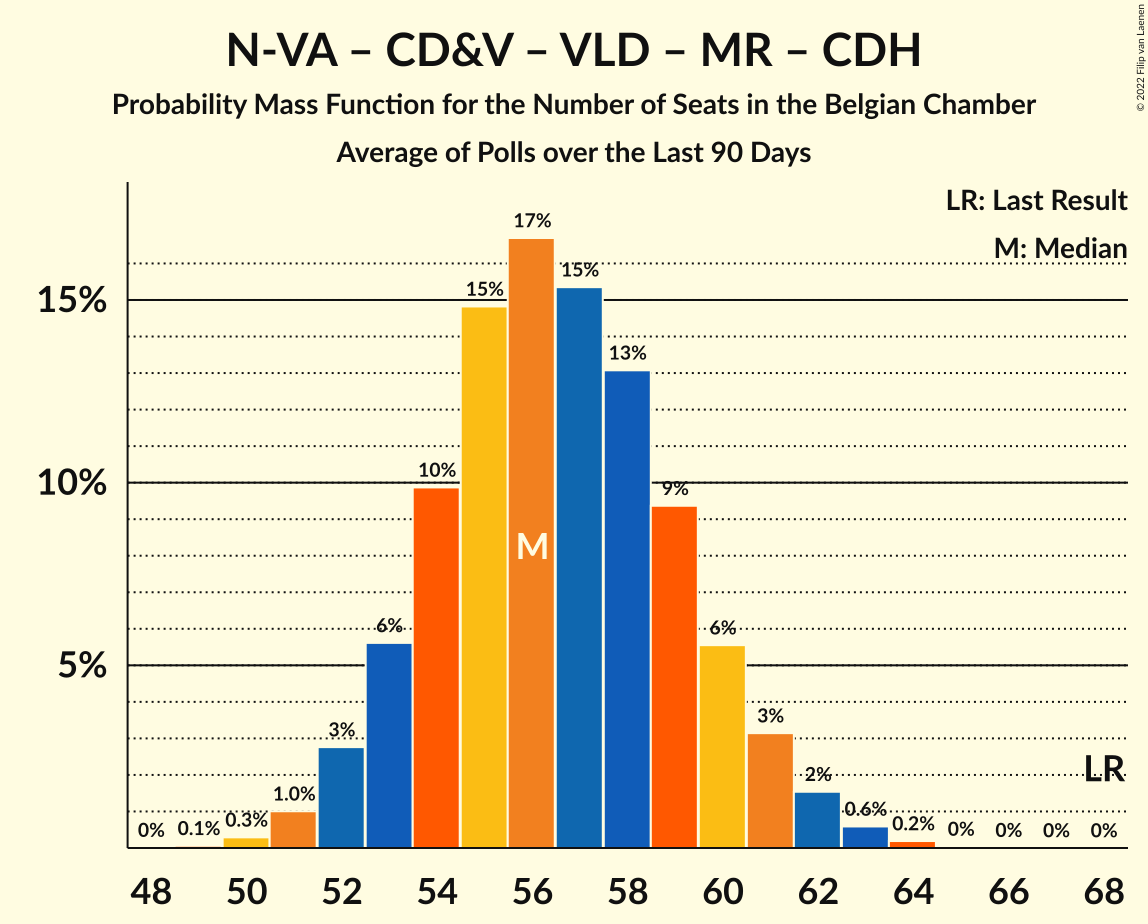 N-VA – CD&V – VLD – MR – CDH
Probability Mass Function for the Number of Seats in the Belgian Chamber
Average of Polls over the Last 90 Days
© 2022 Filip van Laenen
LR: Last Result
M: Median
15%
10%
5%
0%
0.1%
0.3%
1.0%
3%
6%
10%
15%
17%
15%
13%
9%
6%
3%
2%
0.6%
0.2%
0%
0%
0%
0%
M
LR
48 50 52 54 56 58 60 62 64 66 68